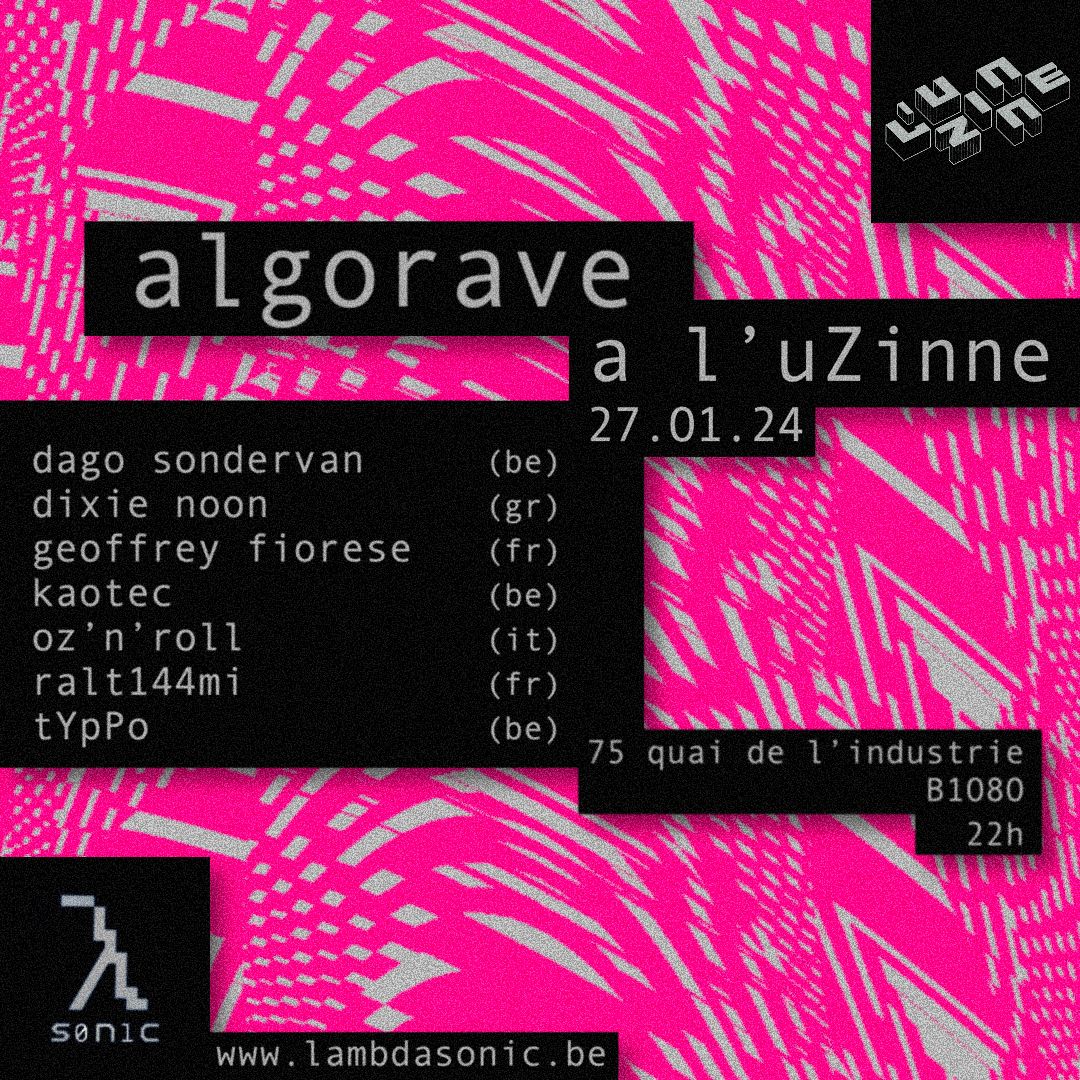 L'UZINNE
algorave
a l'uZinne
27.01.24
dago sondervan (be)
dixie noon (gr)
geoffrey fiorese (fr)
kaotec (be)
oz'n'roll (it)
ralt144mi (fr)
tYpPo (be)
75 quai de l'industrie
B1080
22h
λ
s0n1c
www.lambdasonic.be